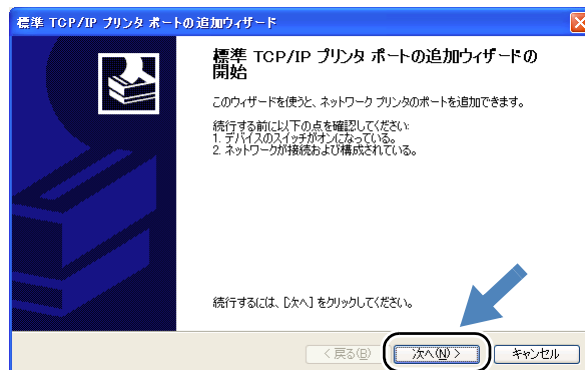 標準 TCP/IP プリンタ ポートの追加ウィザード
標準 TCP/IP プリンタ ポートの追加ウィザードの
開始
このウィザードを使うと、ネットワーク プリンタのポートを追加できます。
続行する前に以下の点を確認してください:
1. デバイスのスイッチがオンになっている。
2. ネットワークが接続および構成されている。
続行するには、[次へ] をクリックしてください。
< 戻る(B)
次へ(N) >
キャンセル